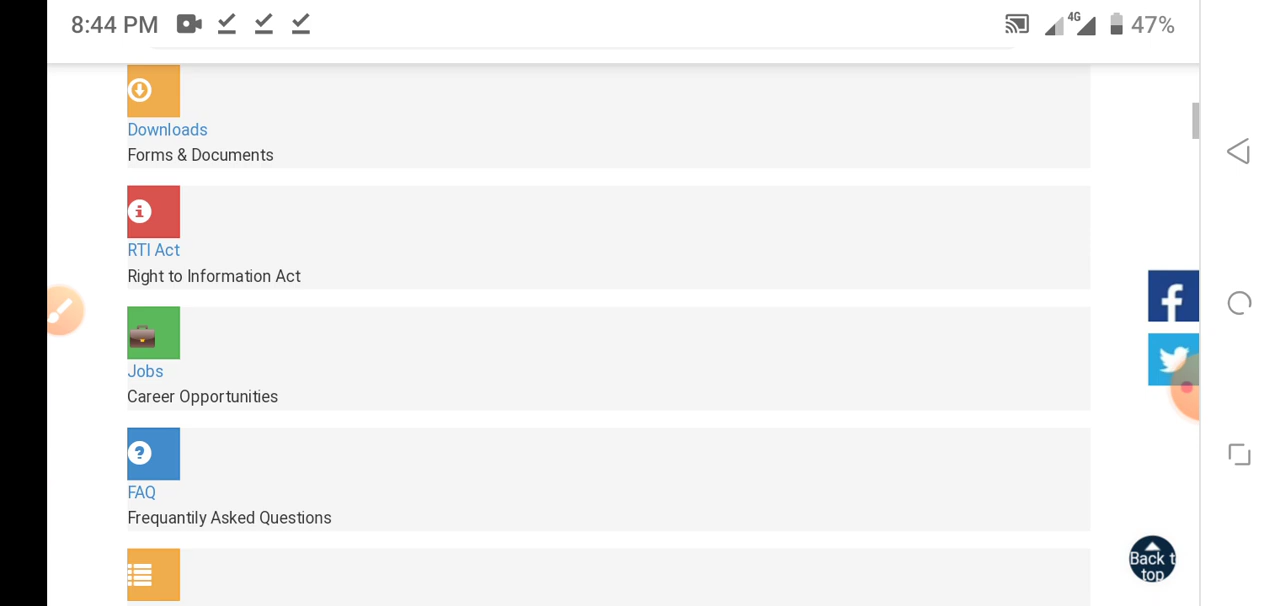 8:44 PM
4G
47%
Downloads
Forms & Documents
RTI Act
Right to Information Act
Jobs
Career Opportunities
FAQ
Frequantily Asked Questions
Back t
top